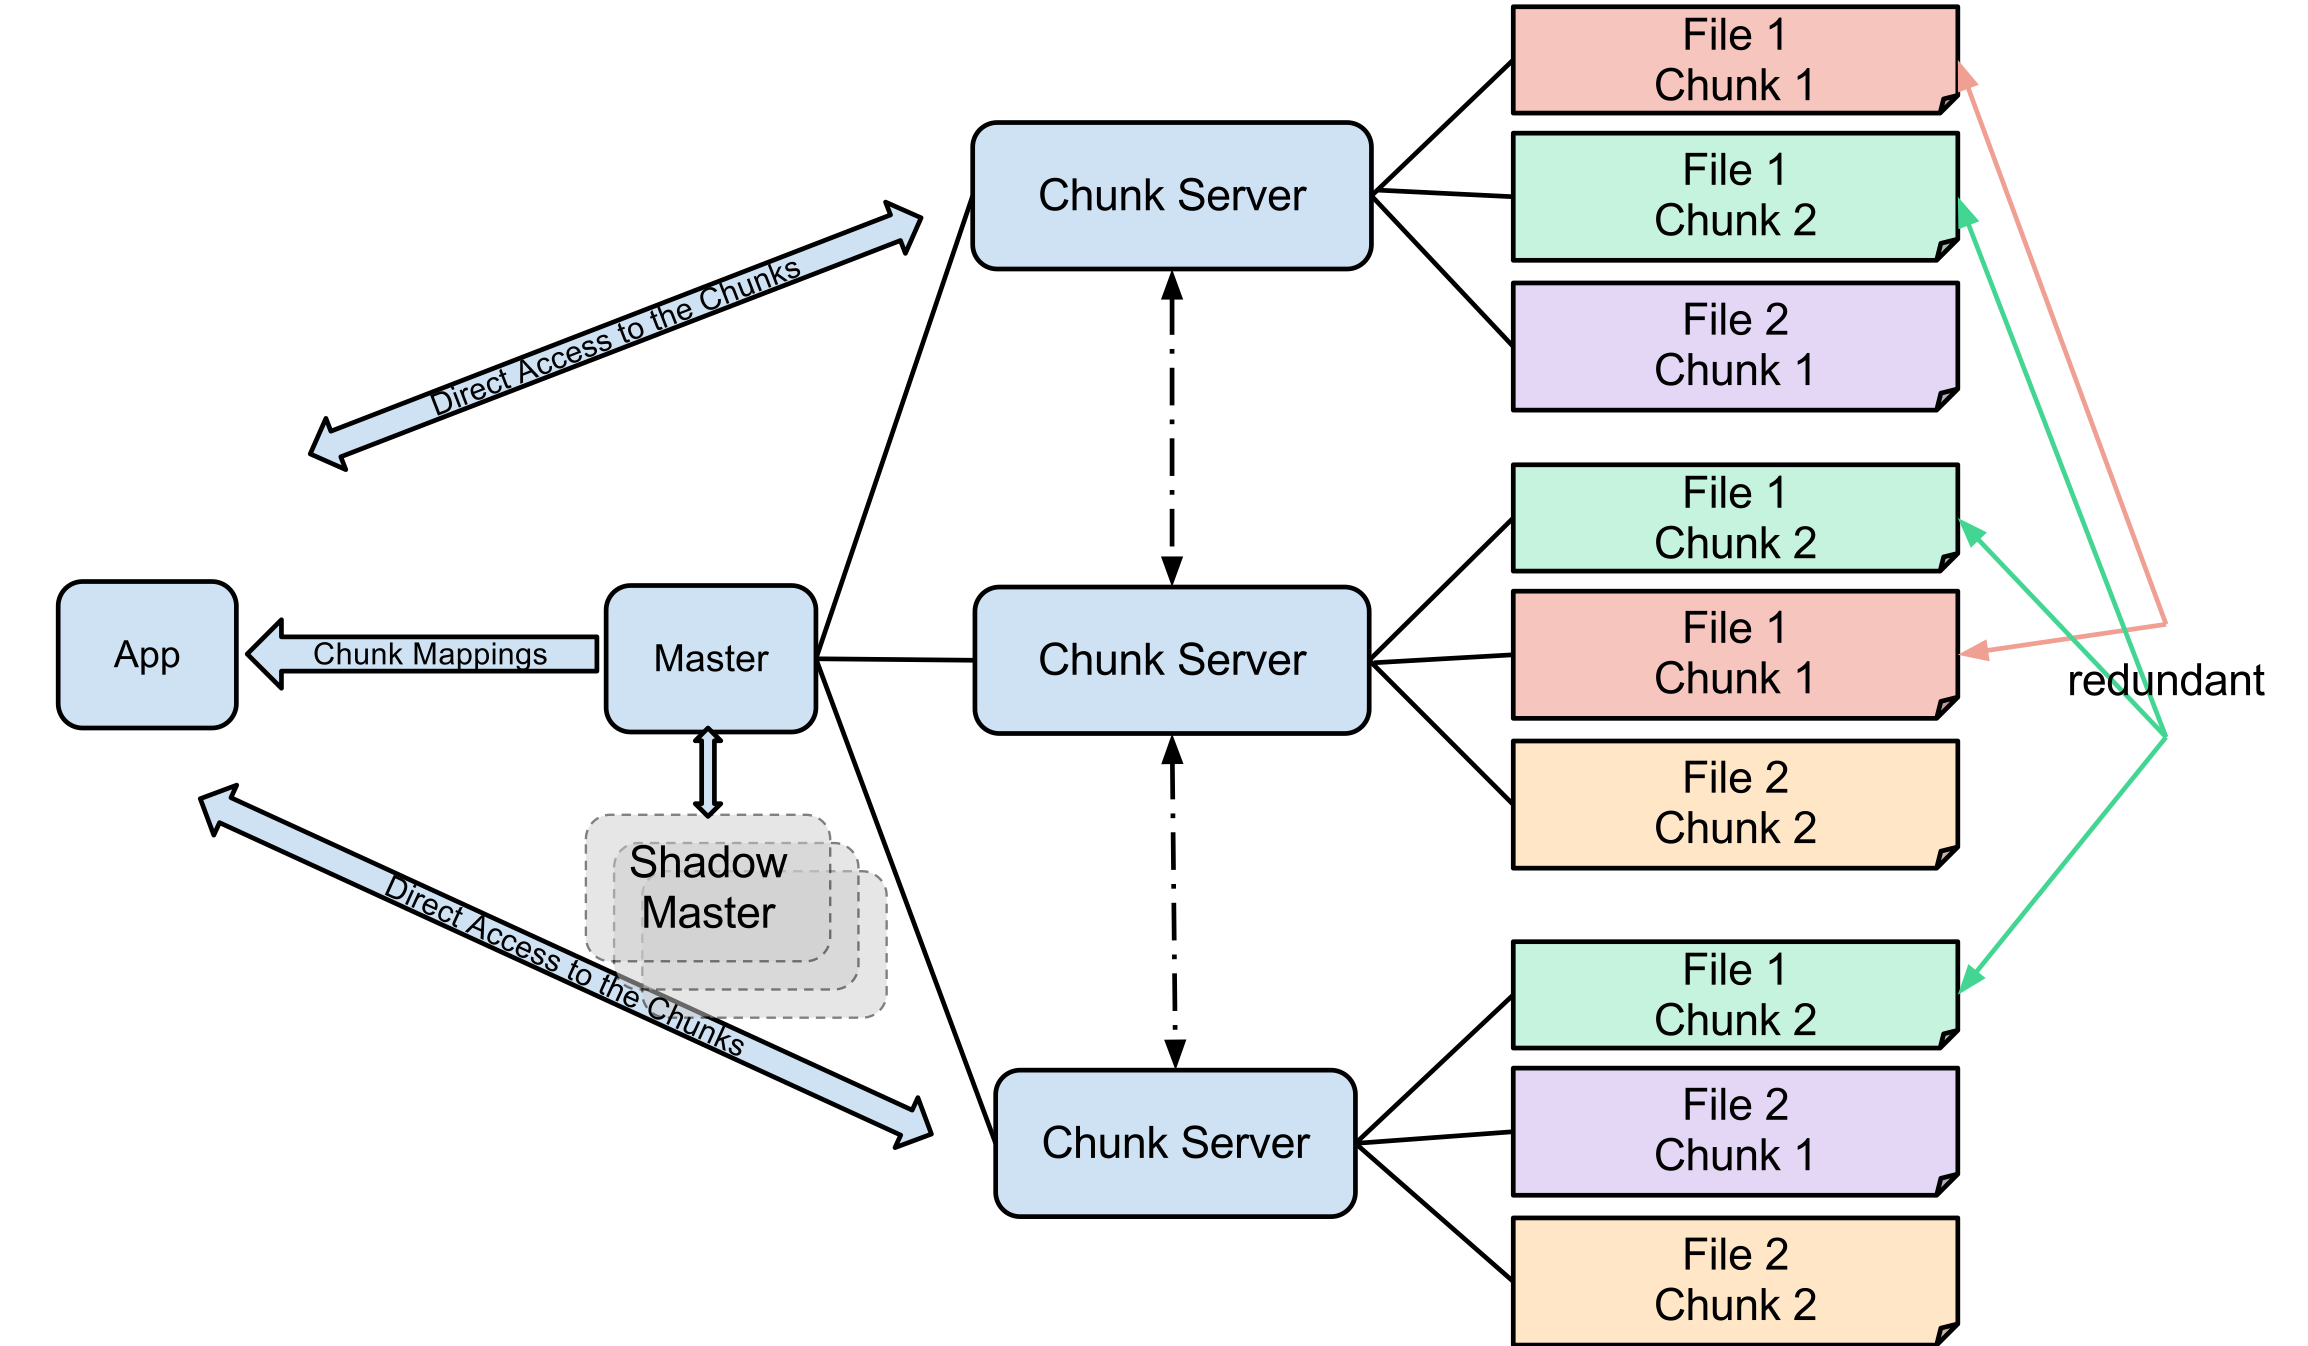 App
Chunk Mappings
Master
Shadow
Master
Direct Access to the Chunks
Direct Access to the Chunks
Chunk Server
Chunk Server
Chunk Server
File 1
Chunk 1
File 1
Chunk 2
File 2
Chunk 1
File 1
Chunk 2
File 1
Chunk 1
File 2
Chunk 2
File 1
Chunk 2
File 2
Chunk 1
File 2
Chunk 2
redundant